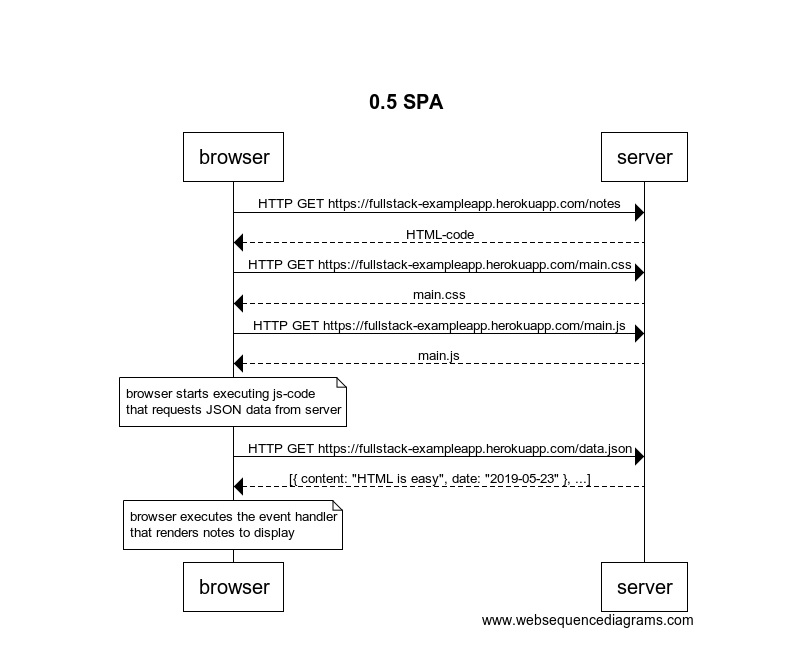 0.5 SPA
browser
server
HTTP GET https://fullstack-exampleapp.herokuapp.com/notes
HTML-code
HTTP GET https://fullstack-exampleapp.herokuapp.com/main.css
main.css
HTTP GET https://fullstack-exampleapp.herokuapp.com/main.js
main.js
browser starts executing js-code
that requests JSON data from server
HTTP GET https://fullstack-exampleapp.herokuapp.com/data.json
[{ content: "HTML is easy", date: "2019-05-23" }, ...]
browser executes the event handler
that renders notes to display
browser
server
www.websequencediagrams.com